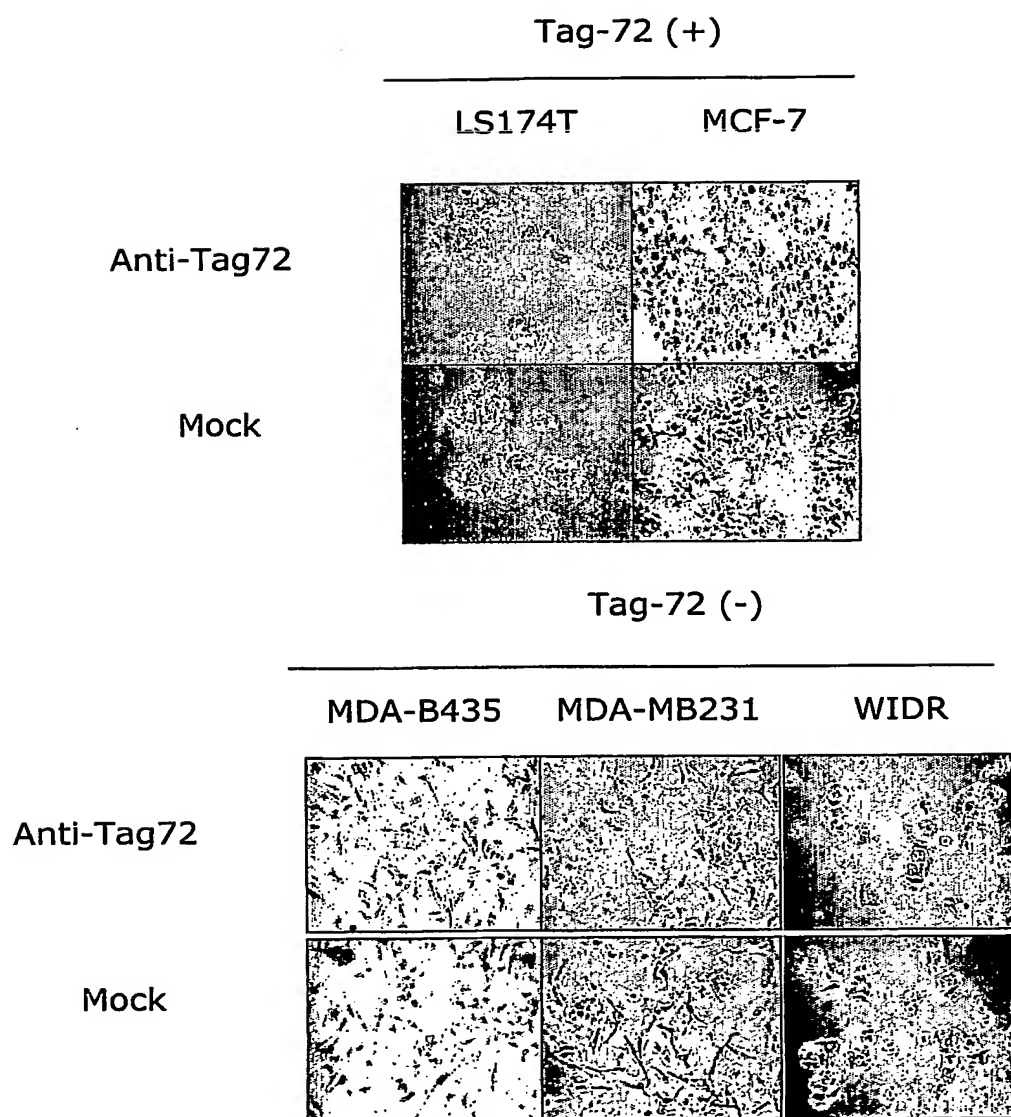 Tag-72 (+)
LS174T MCF-7
Anti-Tag72
Mock
Tag-72 (-)
MDA-B435 MDA-MB231 WIDR
Anti-Tag72
Mock